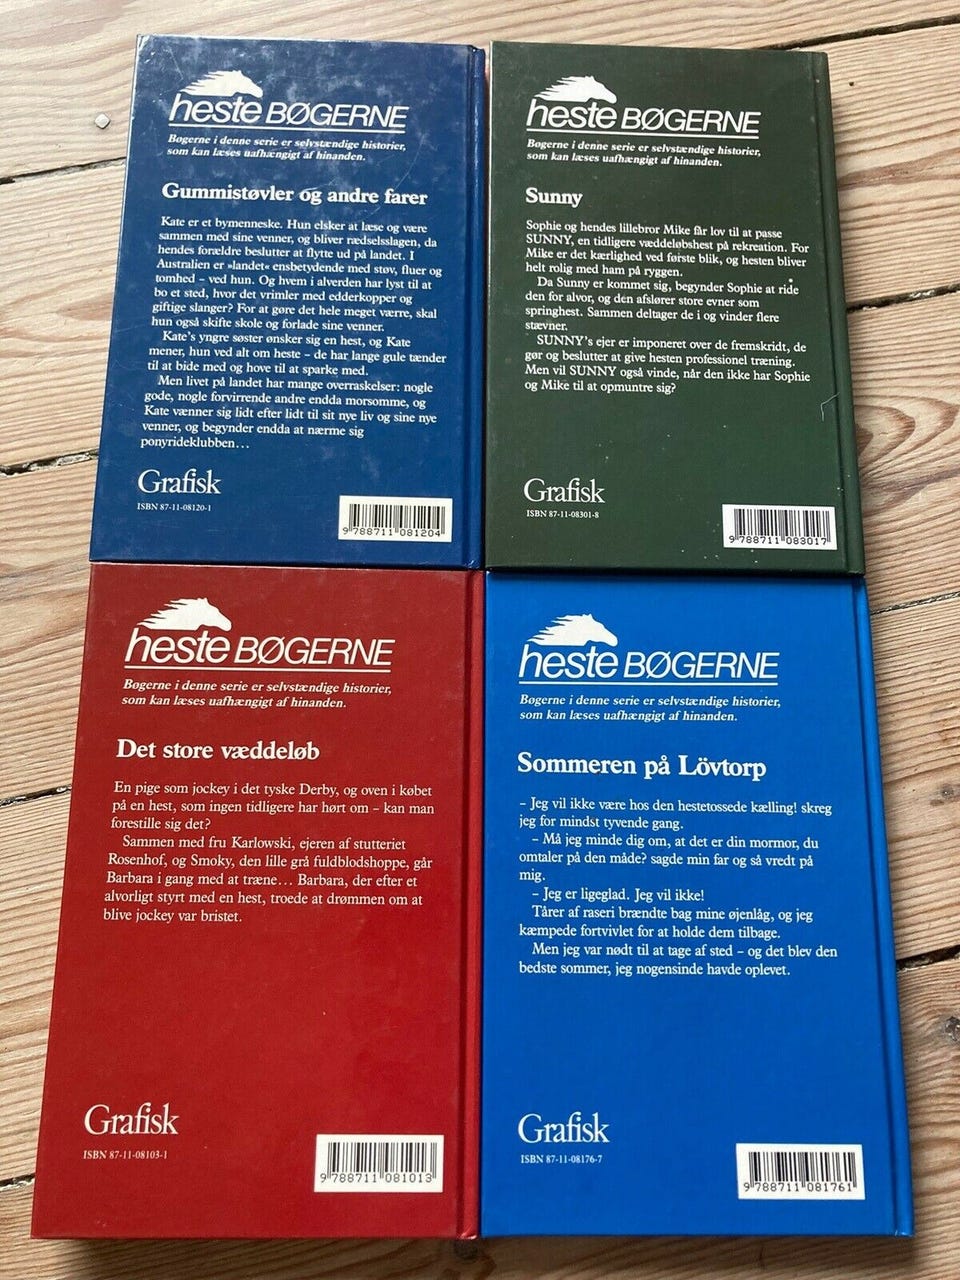 heste BØGERNE
Bøgerne i denne serie er selvstændige historier,
som kan læses uafhængigt af hinanden.
Gummistøvler og andre farer
Kate er et bymenneske. Hun elsker at læse og være
sammen med sine venner, og bliver rædselsslagen, da
hendes forældre beslutter at flytte ud på landet. I
Australien er »landet« ensbetydende med støv, fluer og
tomhed – ved hun. Og hvem i alverden har lyst til at
bo et sted, hvor det vrimler med edderkopper og
giftige slanger? For at gøre det hele meget værre, skal
hun også skifte skole og forlade sine venner.
Kate's yngre søster ønsker sig en hest, og Kate
mener, hun ved alt om heste – de har lange gule tænder
til at bide med og hove til at sparke med.
Men livet på landet har mange overraskelser: nogle
gode, nogle forvirrende andre endda morsomme, og
Kate vænner sig lidt efter lidt til sit nye liv og sine nye
venner, og begynder endda at nærme sig
ponyrideklubben...
Grafisk
ISBN 87-11-08120-1
9 788711 081204
heste BØGERNE
Bøgerne i denne serie er selvstændige historier,
som kan læses uafhængigt af hinanden.
Sunny
Sophie og hendes lillebror Mike får lov til at passe
SUNNY, en tidligere væddeløbshest på rekreation. For
Mike er det kærlighed ved første blik, og hesten bliver
helt rolig med ham på ryggen.
Da Sunny er kommet sig, begynder Sophie at ride
den for alvor, og den afslører store evner som
springhest. Sammen deltager de i og vinder flere
stævner.
SUNNY's ejer er imponeret over de fremskridt, de
gør og beslutter at give hesten professionel træning.
Men vil SUNNY også vinde, når den ikke har Sophie
og Mike til at opmuntre sig?
Grafisk
ISBN 87-11-08301-8
9 788711 083017
heste BØGERNE
Bøgerne i denne serie er selvstændige historier,
som kan læses uafhængigt af hinanden.
Det store væddeløb
En pige som jockey i det tyske Derby, og oven i købet
på en hest, som ingen tidligere har hørt om – kan man
forestille sig det?
Sammen med fru Karlowski, ejeren af stutteriet
Rosenhof, og Smoky, den lille grå fuldblodshoppe, går
Barbara i gang med at træne... Barbara, der efter et
alvorligt styrt med en hest, troede at drømmen om at
blive jockey var bristet.
Grafisk
ISBN 87-11-08103-1
9 788711 081013
heste BØGERNE
Bøgerne i denne serie er selvstændige historier,
som kan læses uafhængigt af hinanden.
Sommeren på Lövtorp
– Jeg vil ikke være hos den hestetossede kælling! skreg
jeg for mindst tyvende gang.
– Må jeg minde dig om, at det er din mormor, du
omtaler på den måde? sagde min far og så vredt på
mig.
– Jeg er ligeglad. Jeg vil ikke!
Tårer af raseri brændte bag mine øjenlåg, og jeg
kæmpede fortvivlet for at holde dem tilbage.
Men jeg var nødt til at tage af sted – og det blev den
bedste sommer, jeg nogensinde havde oplevet.
Grafisk
ISBN 87-11-08176-7
9 788711 081761